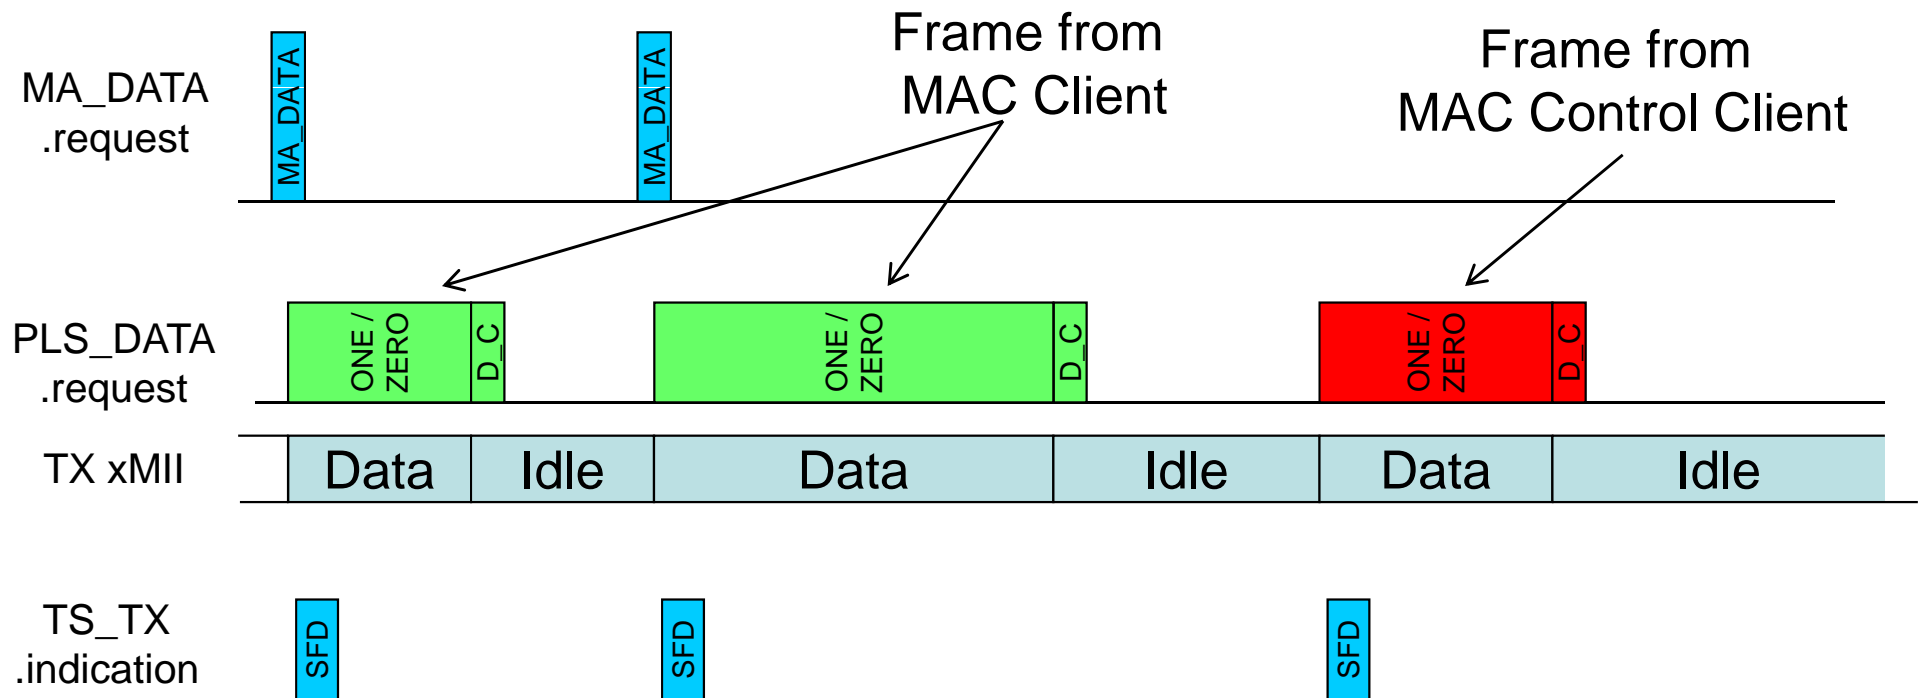 Frame from
MAC Client
Frame from
MAC Control Client
MA_DATA
.request
MA_DATA
MA_DATA
PLS_DATA
.request
ONE /
ZERO
D_C
ONE /
ZERO
D_C
ONE /
ZERO
D_C
TX xMII
Data
Idle
Data
Idle
Data
Idle
TS_TX
.indication
SFD
SFD
SFD